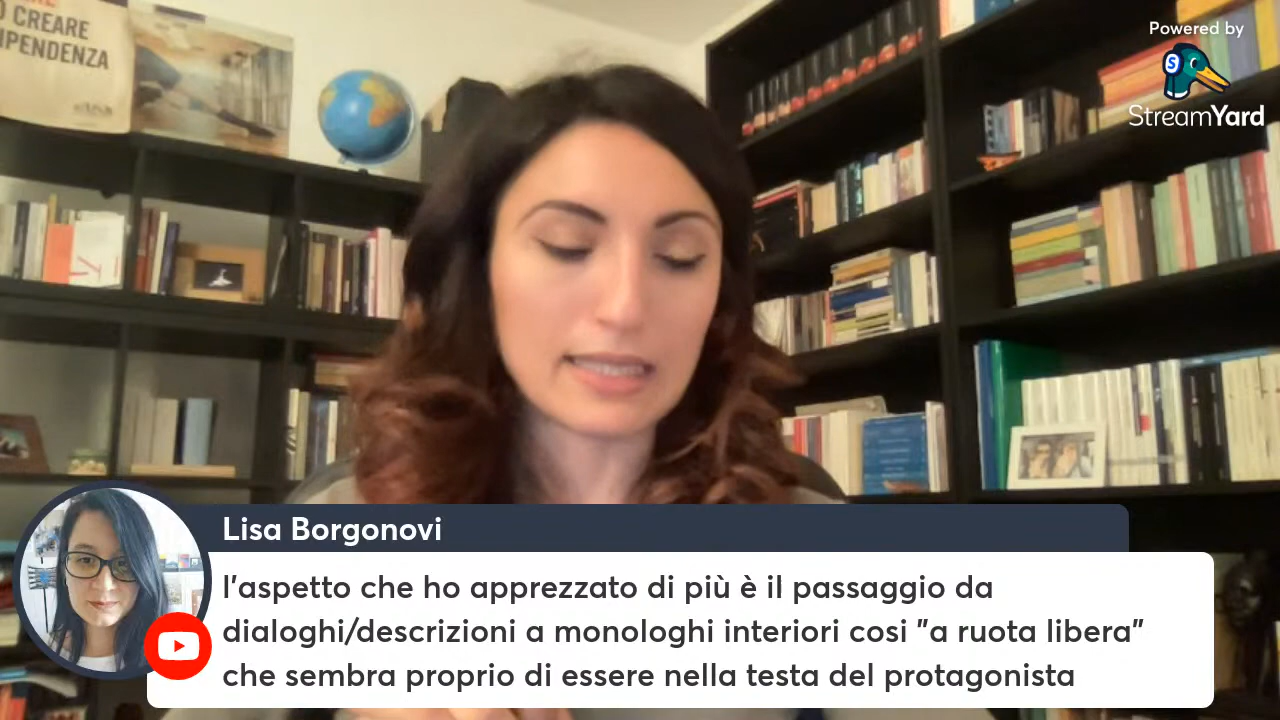 CREARE
Powered by
StreamYard
Lisa Borgonovi
l'aspetto che ho apprezzato di più è il passaggio da
dialoghi/descrizioni a monologhi interiori cosi "a ruota libera"
che sembra proprio di essere nella testa del protagonista